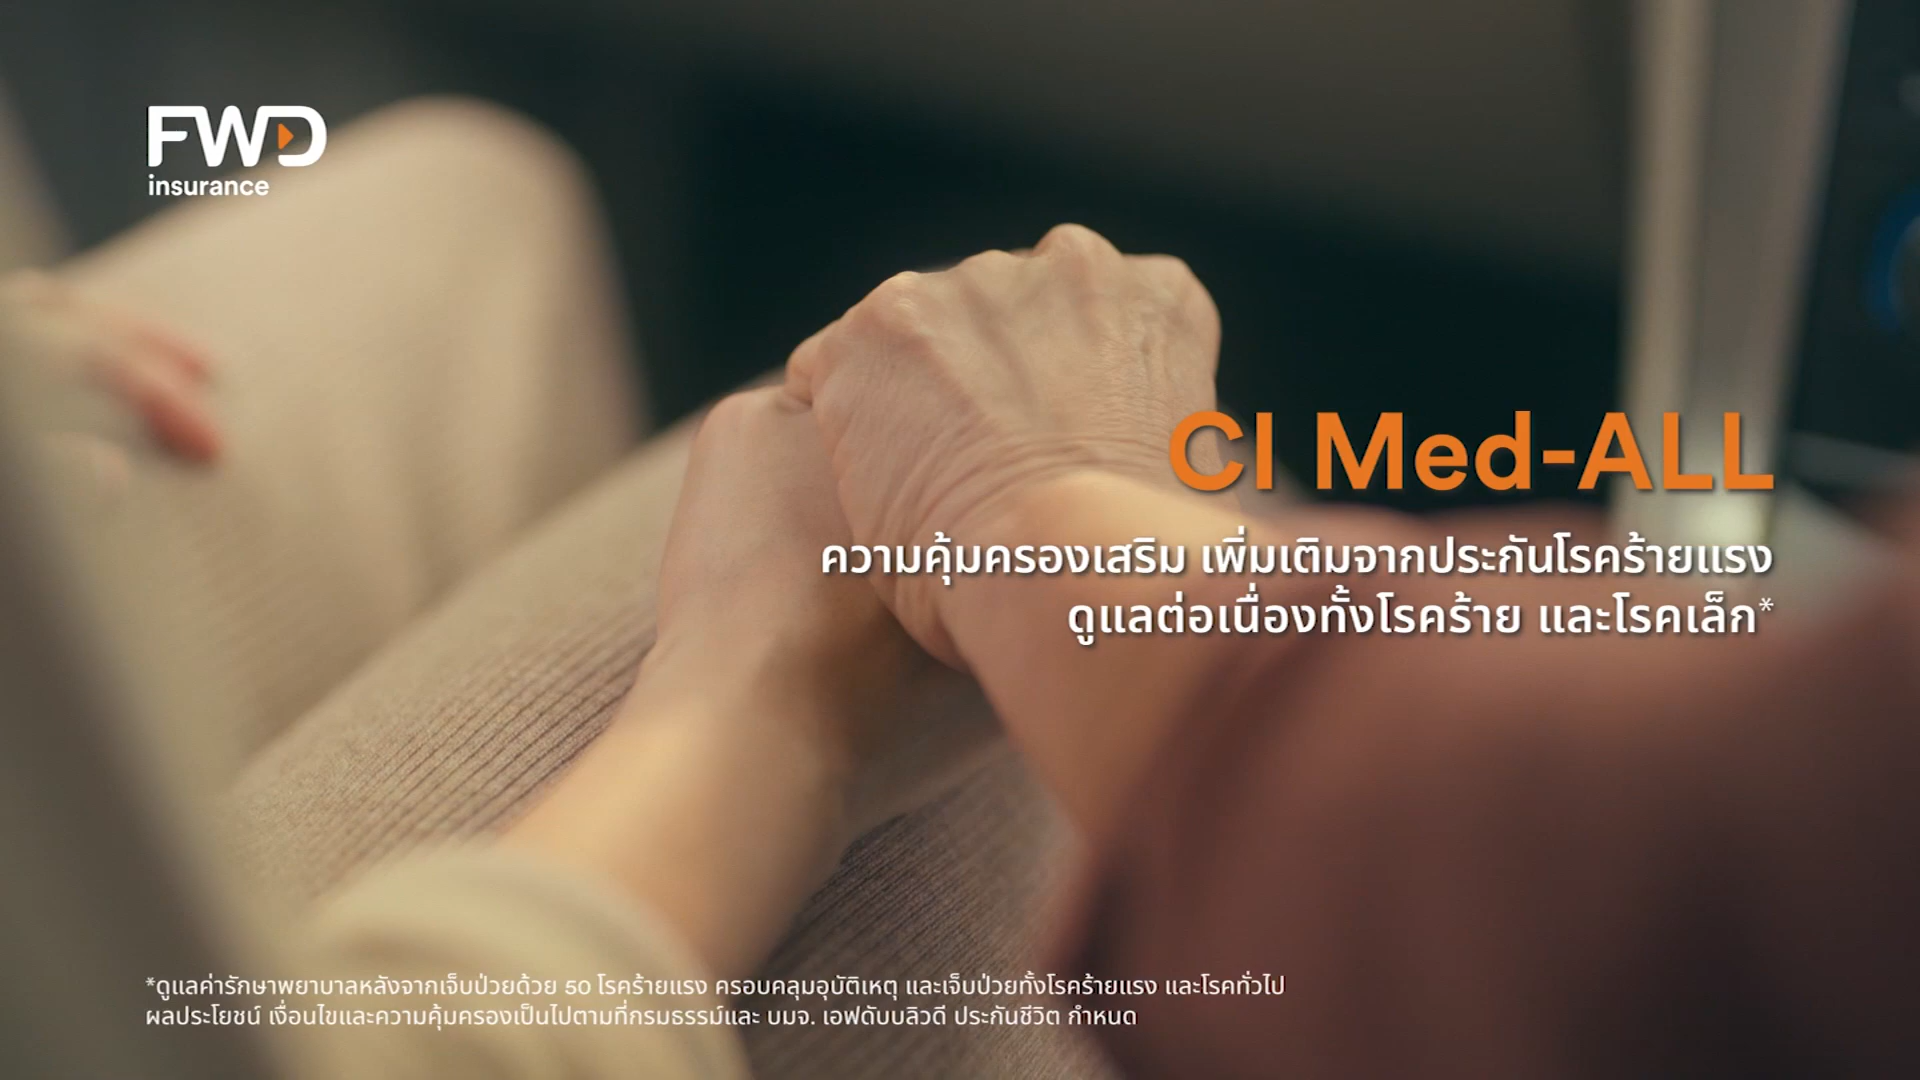 FWD
insurance
CI Med-ALL
ความคุ้มครองเสริม เพิ่มเติมจากประกันโรคร้ายแรง
ดูแลต่อเนื่องทั้งโรคร้าย และโรคเล็ก*
*ดูแลค่ารักษาพยาบาลหลังจากเจ็บป่วยด้วย 50 โรคร้ายแรง ครอบคลุมอุบัติเหตุ และเจ็บป่วยทั้งโรคร้ายแรง และโรคทั่วไป
ผลประโยชน์ เงื่อนไขและความคุ้มครองเป็นไปตามที่กรมธรรม์และ บมจ. เอฟดับบลิวดี ประกันชีวิต กำหนด